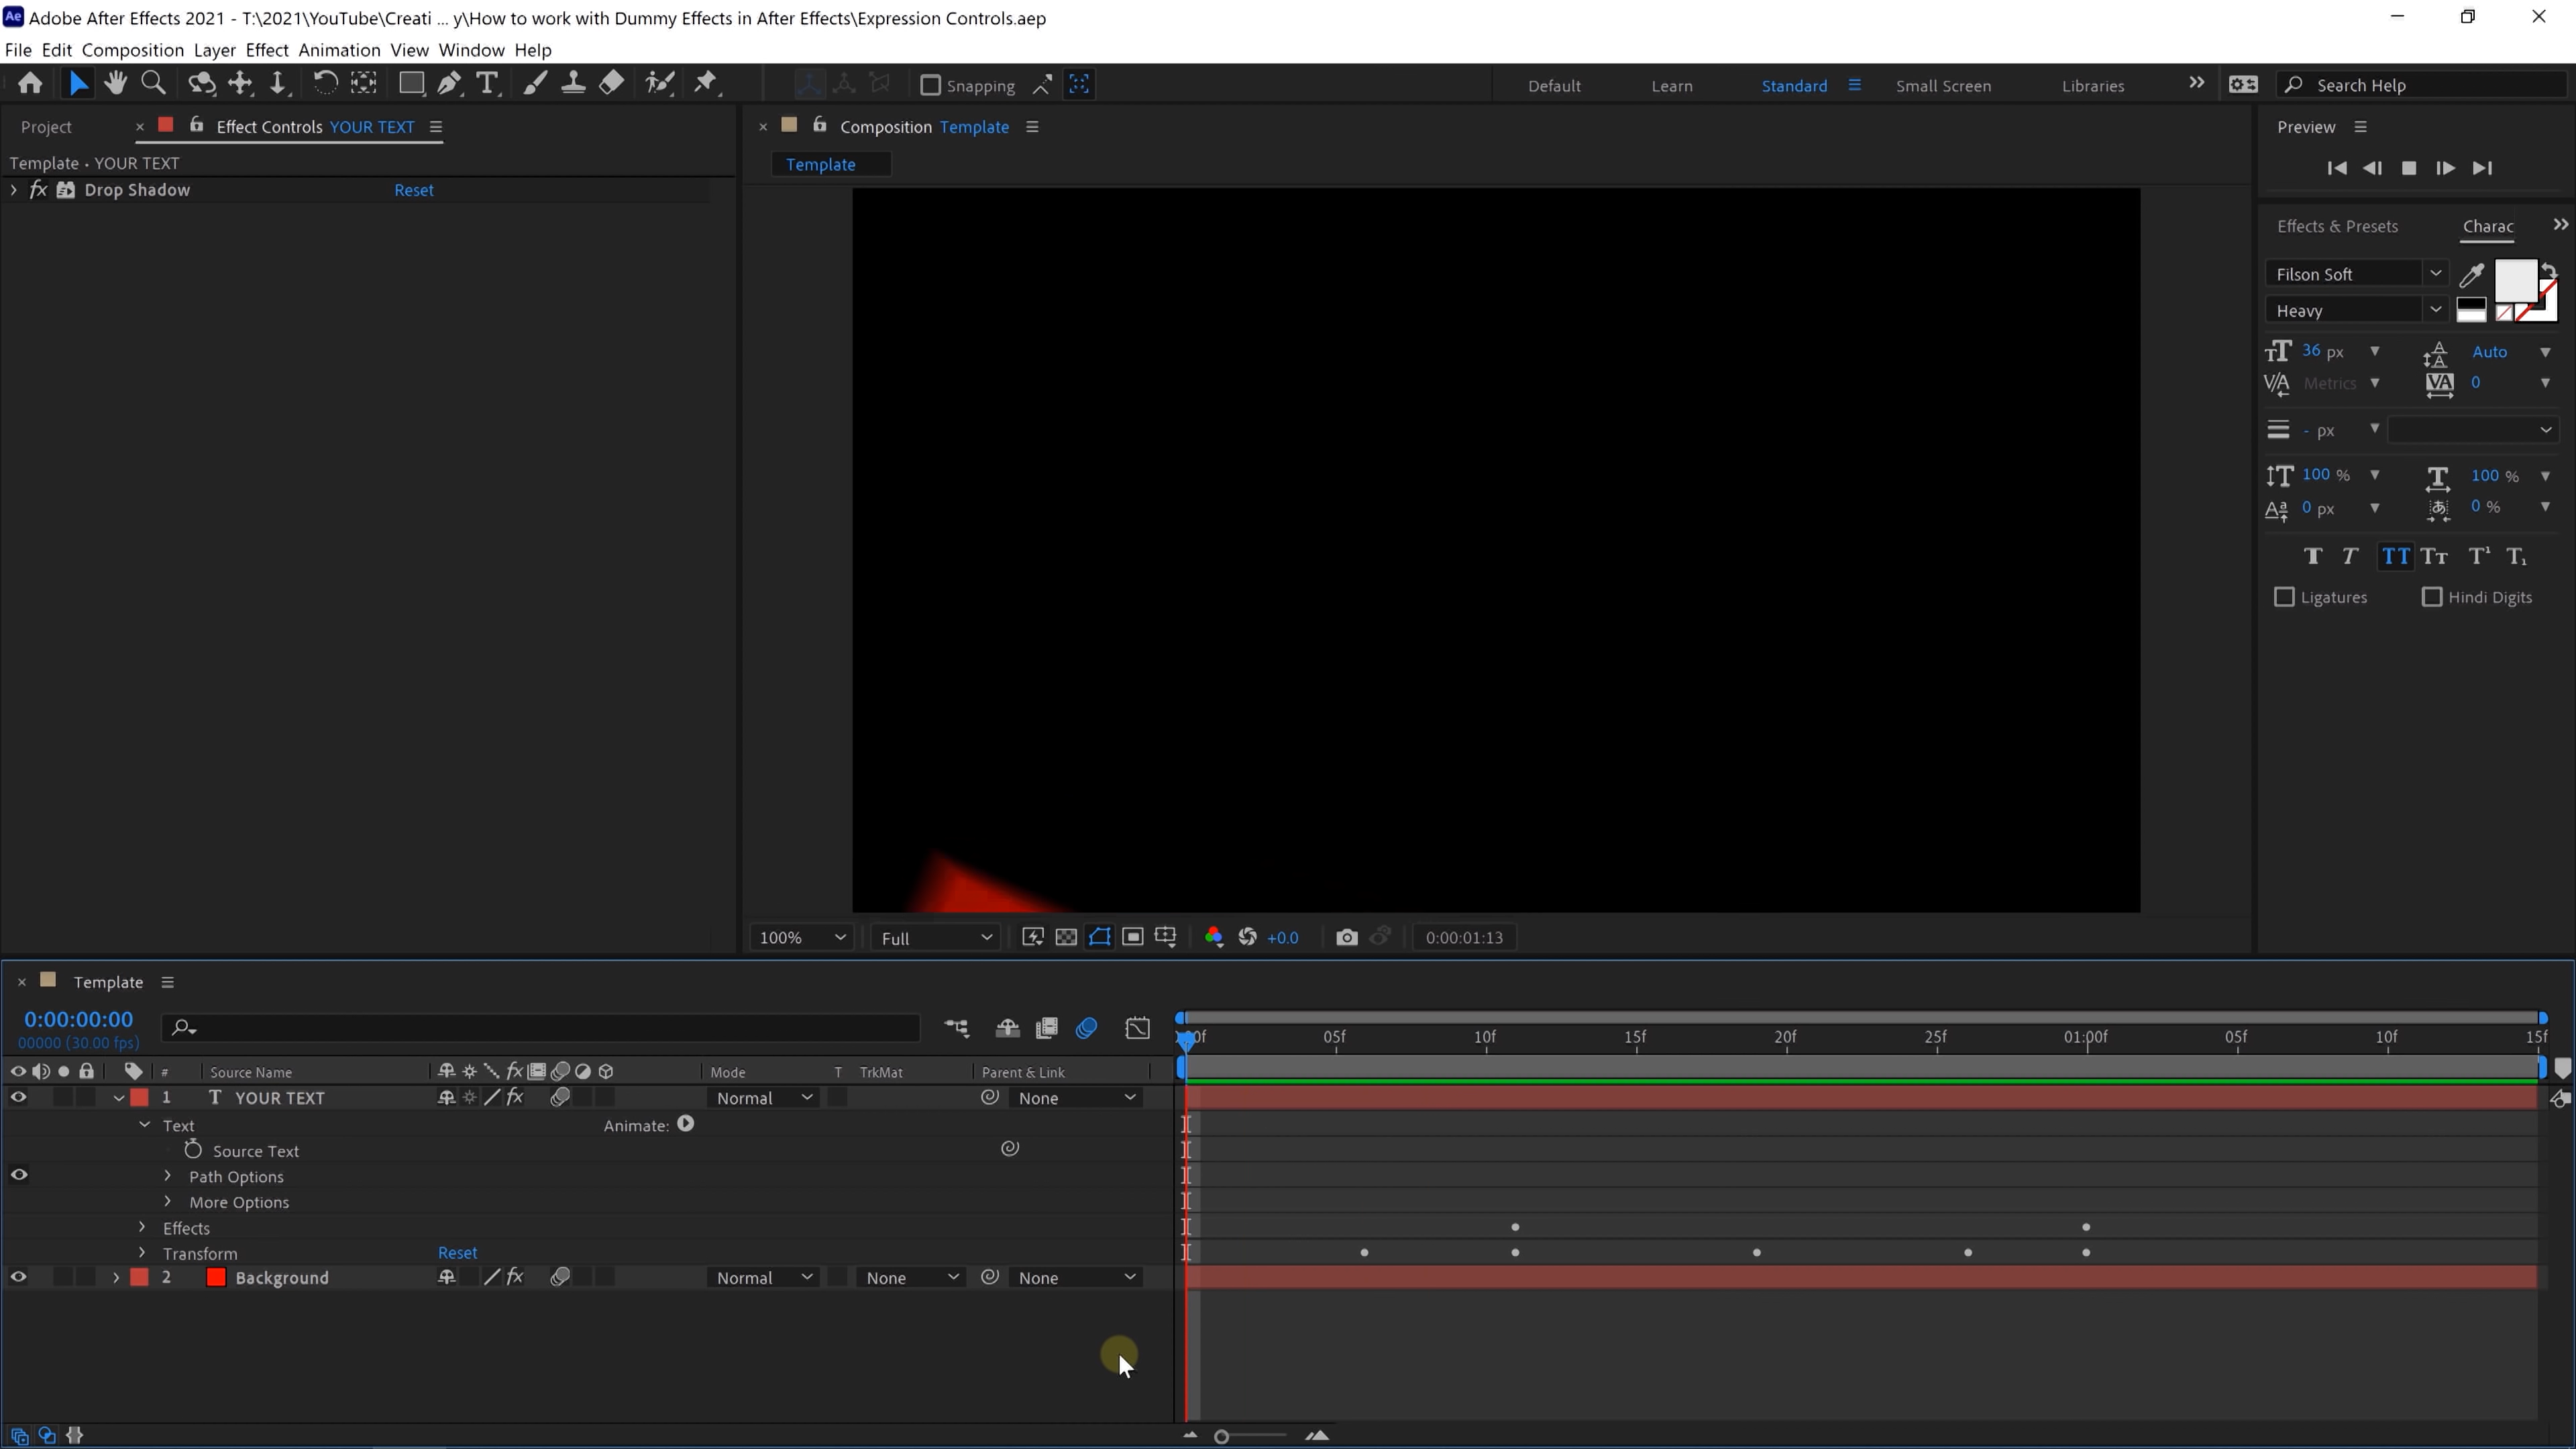 Adobe After Effects 2021 - T:\2021\YouTube\Creati ... y\How to work with Dummy Effects in After Effects\Expression Controls.aep
File Edit Composition Layer Effect Animation View Window Help
Snapping
Default Learn Standard Small Screen Libraries Search Help
Project
Effect Controls YOUR TEXT
Template • YOUR TEXT
fx Drop Shadow Reset
Composition Template
Template
Preview
Effects & Presets Charac
Filson Soft
Heavy
36 px Auto
Metrics 0
- px
100 % 100 %
0 px 0 %
Ligatures Hindi Digits
100% Full +0.0 0:00:01:13
Template
0:00:00:00
00000 (30.00 fps)
05f 10f 15f 20f 25f 01:00f 05f 10f 15f
# Source Name Mode T TrkMat Parent & Link
1 T YOUR TEXT Normal None
Text Animate:
Source Text
Path Options
More Options
Effects
Transform Reset
2 Background Normal None None